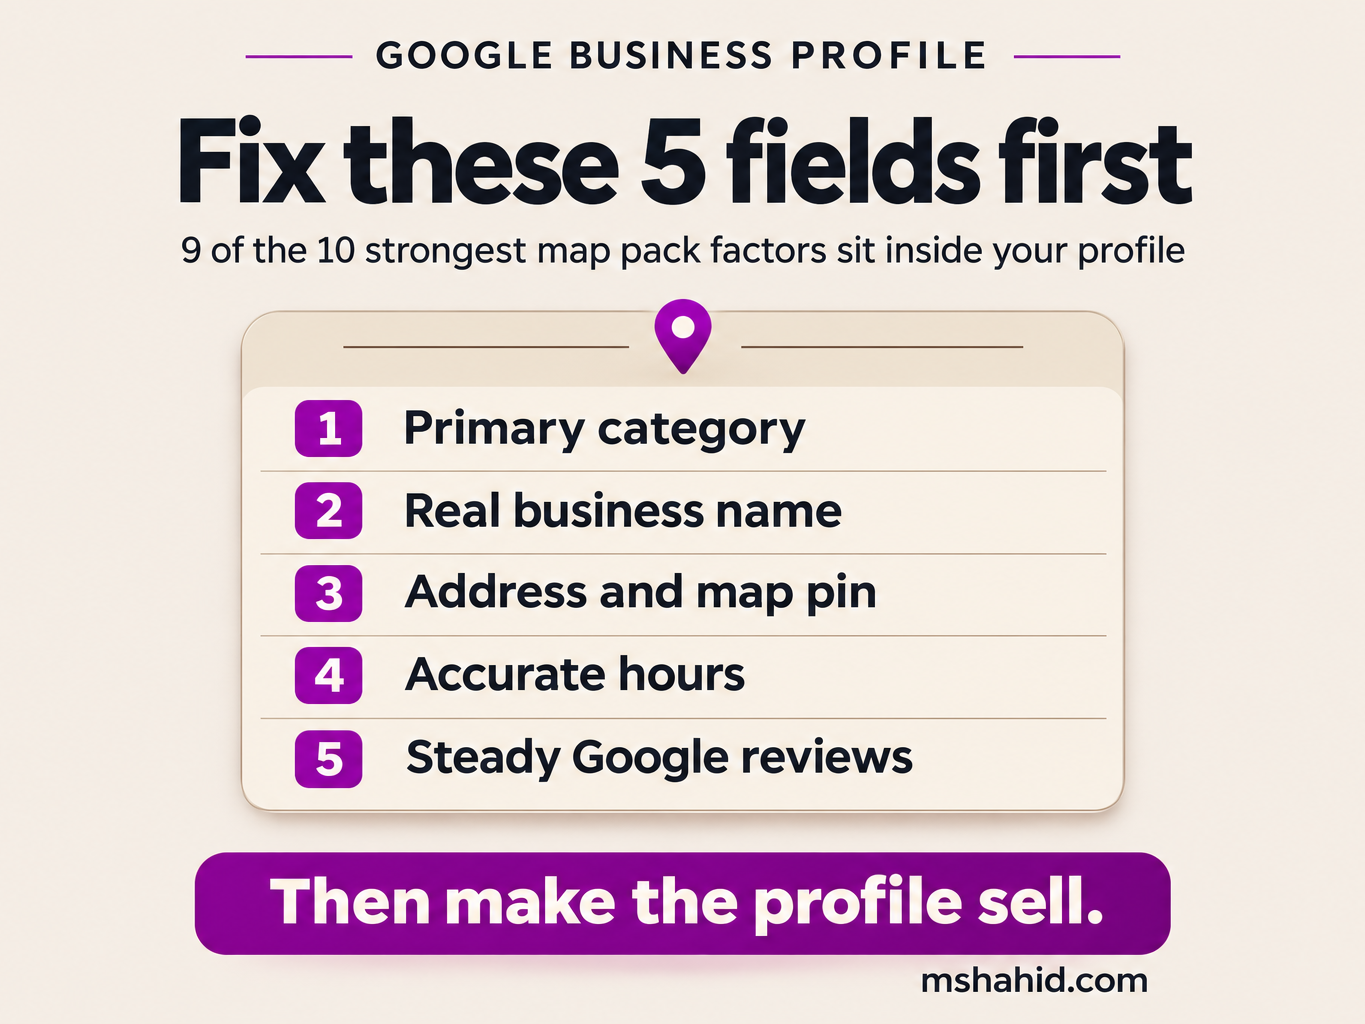 GOOGLE BUSINESS PROFILE
Fix these 5 fields first
9 of the 10 strongest map pack factors sit inside your profile
1 Primary category
2 Real business name
3 Address and map pin
4 Accurate hours
5 Steady Google reviews
Then make the profile sell.
mshahid.com